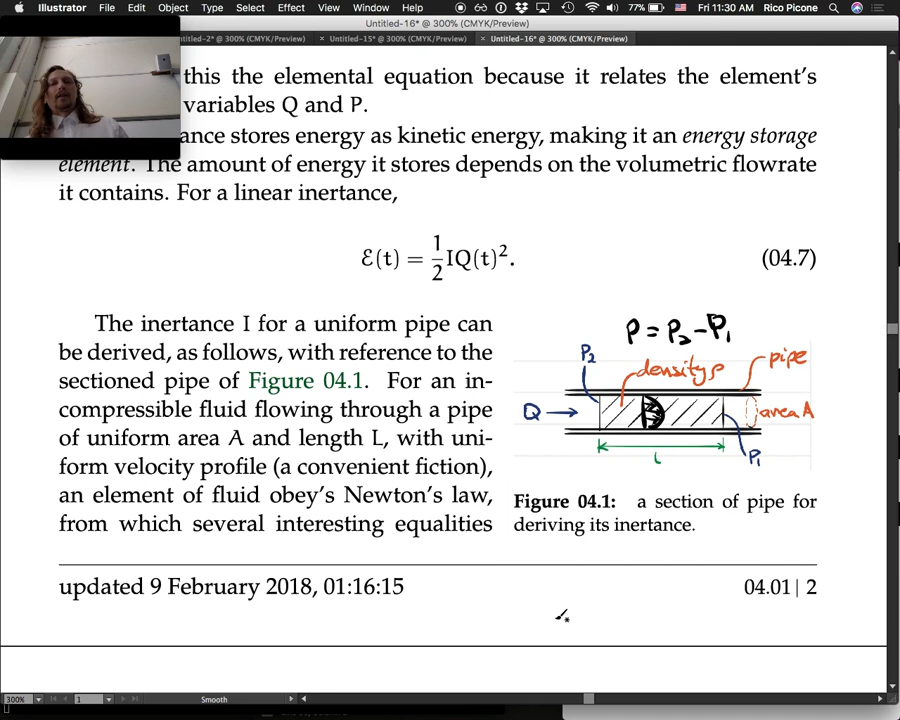 Illustrator File Edit Object Type Select Effect View Window Help 77% Fri 11:30 AM Rico Picone
Untitled-16* @ 300% (CMYK/Preview)
ntitled-2* @ 300% (CMYK/Preview) × Untitled-15* @ 300% (CMYK/Preview) × Untitled-16* @ 300% (CMYK/Preview)
this the elemental equation because it relates the element's
variables Q and P.
ance stores energy as kinetic energy, making it an energy storage
element. The amount of energy it stores depends on the volumetric flowrate
it contains. For a linear inertance,
ℰ(t) = 1/2 IQ(t)². (04.7)
The inertance I for a uniform pipe can
be derived, as follows, with reference to the
sectioned pipe of Figure 04.1. For an in-
compressible fluid flowing through a pipe
of uniform area A and length L, with uni-
form velocity profile (a convenient fiction),
an element of fluid obey's Newton's law,
from which several interesting equalities
P = P₂ - P₁
P₂ density ρ pipe
Q → area A
L P₁
Figure 04.1: a section of pipe for
deriving its inertance.
updated 9 February 2018, 01:16:15 04.01 | 2
300% 1 Smooth